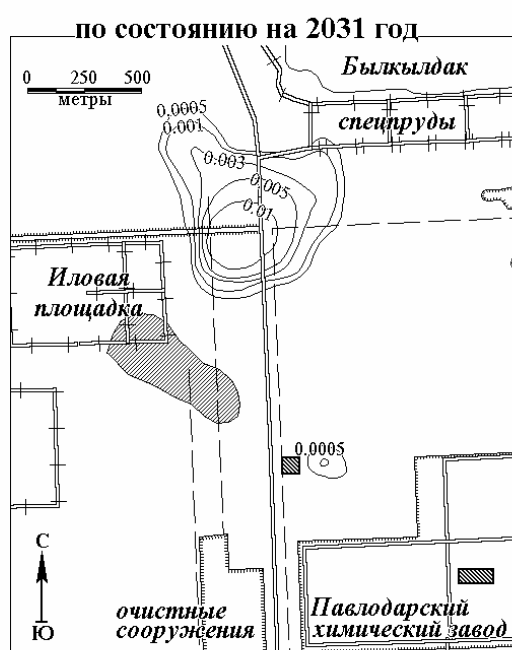 по состоянию на 2031 год
0 250 500
метры
Былкылдак
спецпруды
0,0005
0.001
0.003
0.005
0.01
Иловая
площадка
0.0005
С
Ю
очистные
сооружения
Павлодарский
химический завод